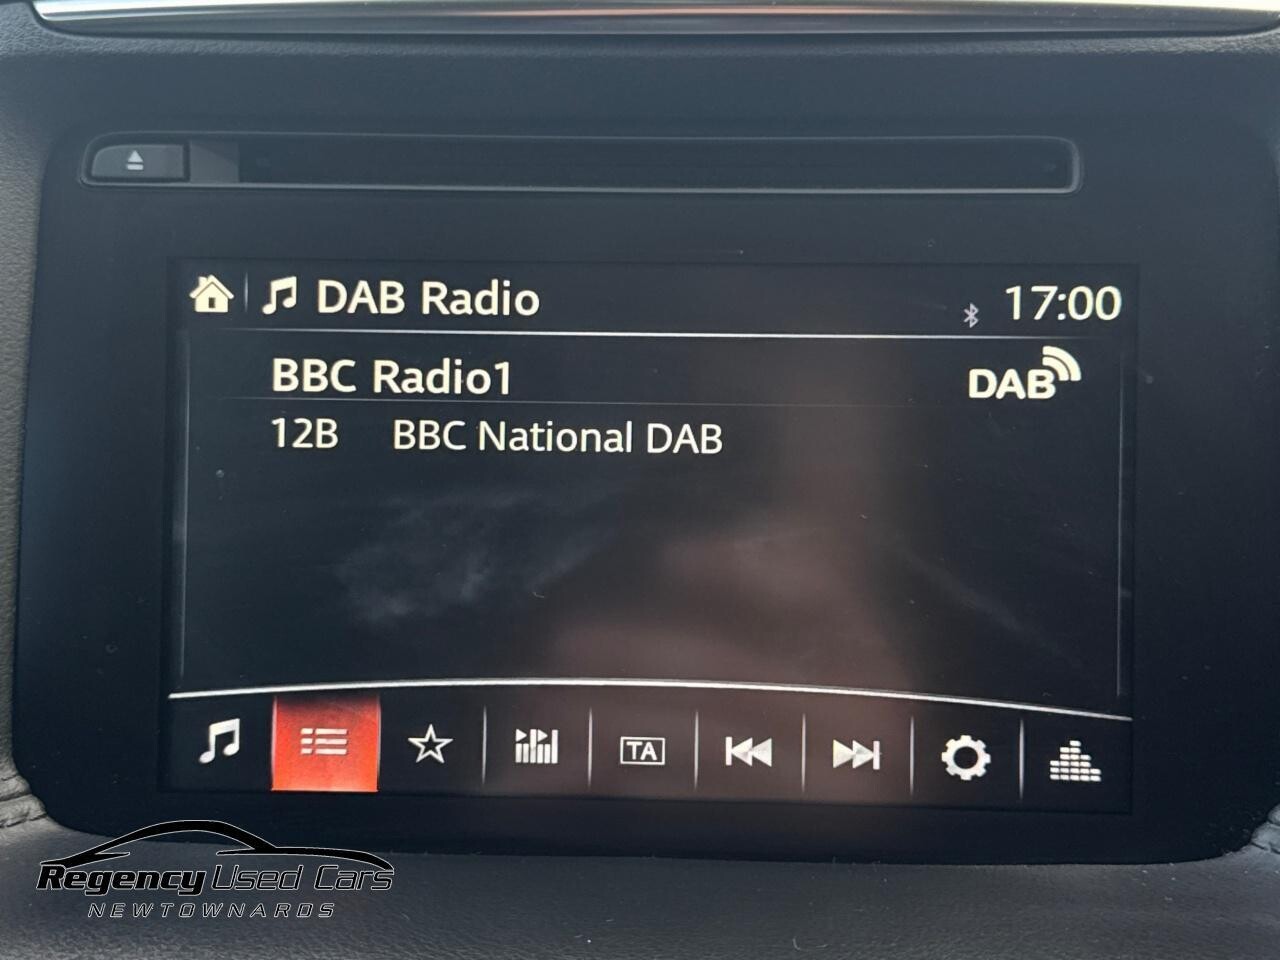 DAB Radio 17:00
BBC Radio1 DAB
12B BBC National DAB
TA
Regency Used Cars
NEWTOWNARDS